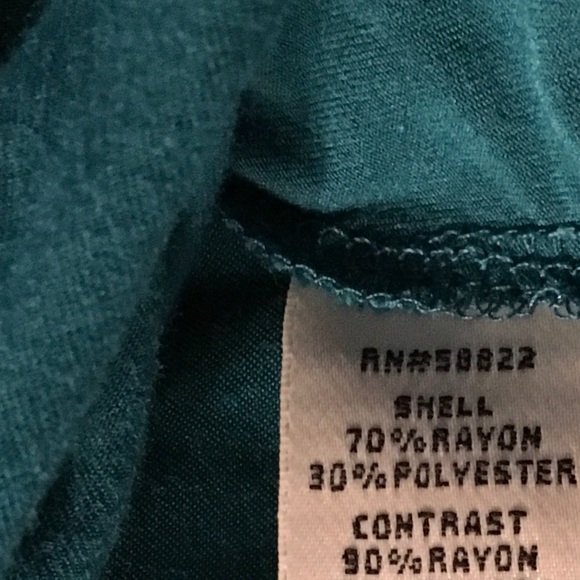 RN#58822
SHELL
70%RAYON
30%POLYESTER
CONTRAST
90%RAYON